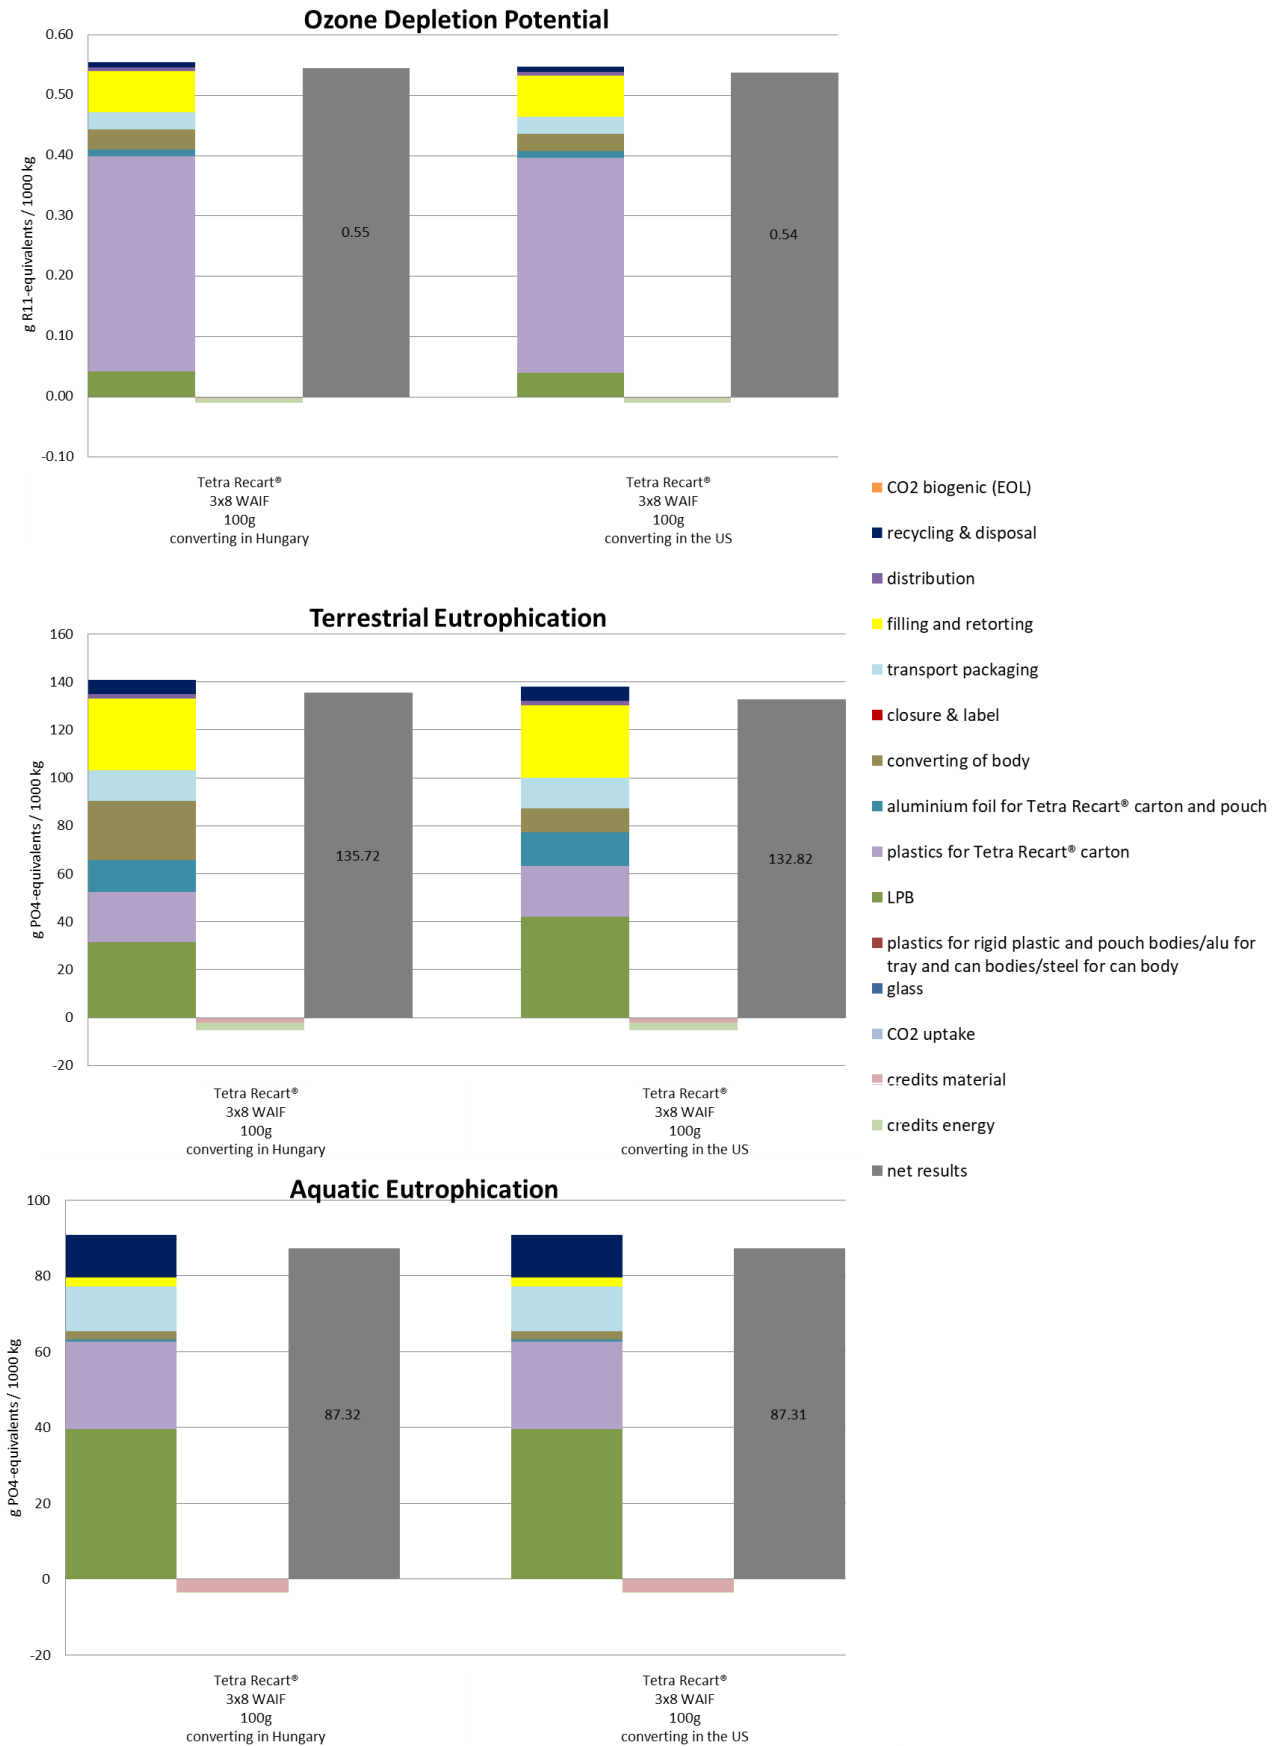 Ozone Depletion Potential
0.60
0.50
0.40
0.30
0.20
0.10
0.00
-0.10
g R11-equivalents / 1000 kg
0.55
0.54
Tetra Recart®
3x8 WAIF
100g
converting in Hungary
Tetra Recart®
3x8 WAIF
100g
converting in the US
Terrestrial Eutrophication
160
140
120
100
80
60
40
20
0
-20
g PO4-equivalents / 1000 kg
135.72
132.82
Tetra Recart®
3x8 WAIF
100g
converting in Hungary
Tetra Recart®
3x8 WAIF
100g
converting in the US
Aquatic Eutrophication
100
80
60
40
20
0
-20
g PO4-equivalents / 1000 kg
87.32
87.31
Tetra Recart®
3x8 WAIF
100g
converting in Hungary
Tetra Recart®
3x8 WAIF
100g
converting in the US
CO2 biogenic (EOL)
recycling & disposal
distribution
filling and retorting
transport packaging
closure & label
converting of body
aluminium foil for Tetra Recart® carton and pouch
plastics for Tetra Recart® carton
LPB
plastics for rigid plastic and pouch bodies/alu for
tray and can bodies/steel for can body
glass
CO2 uptake
credits material
credits energy
net results